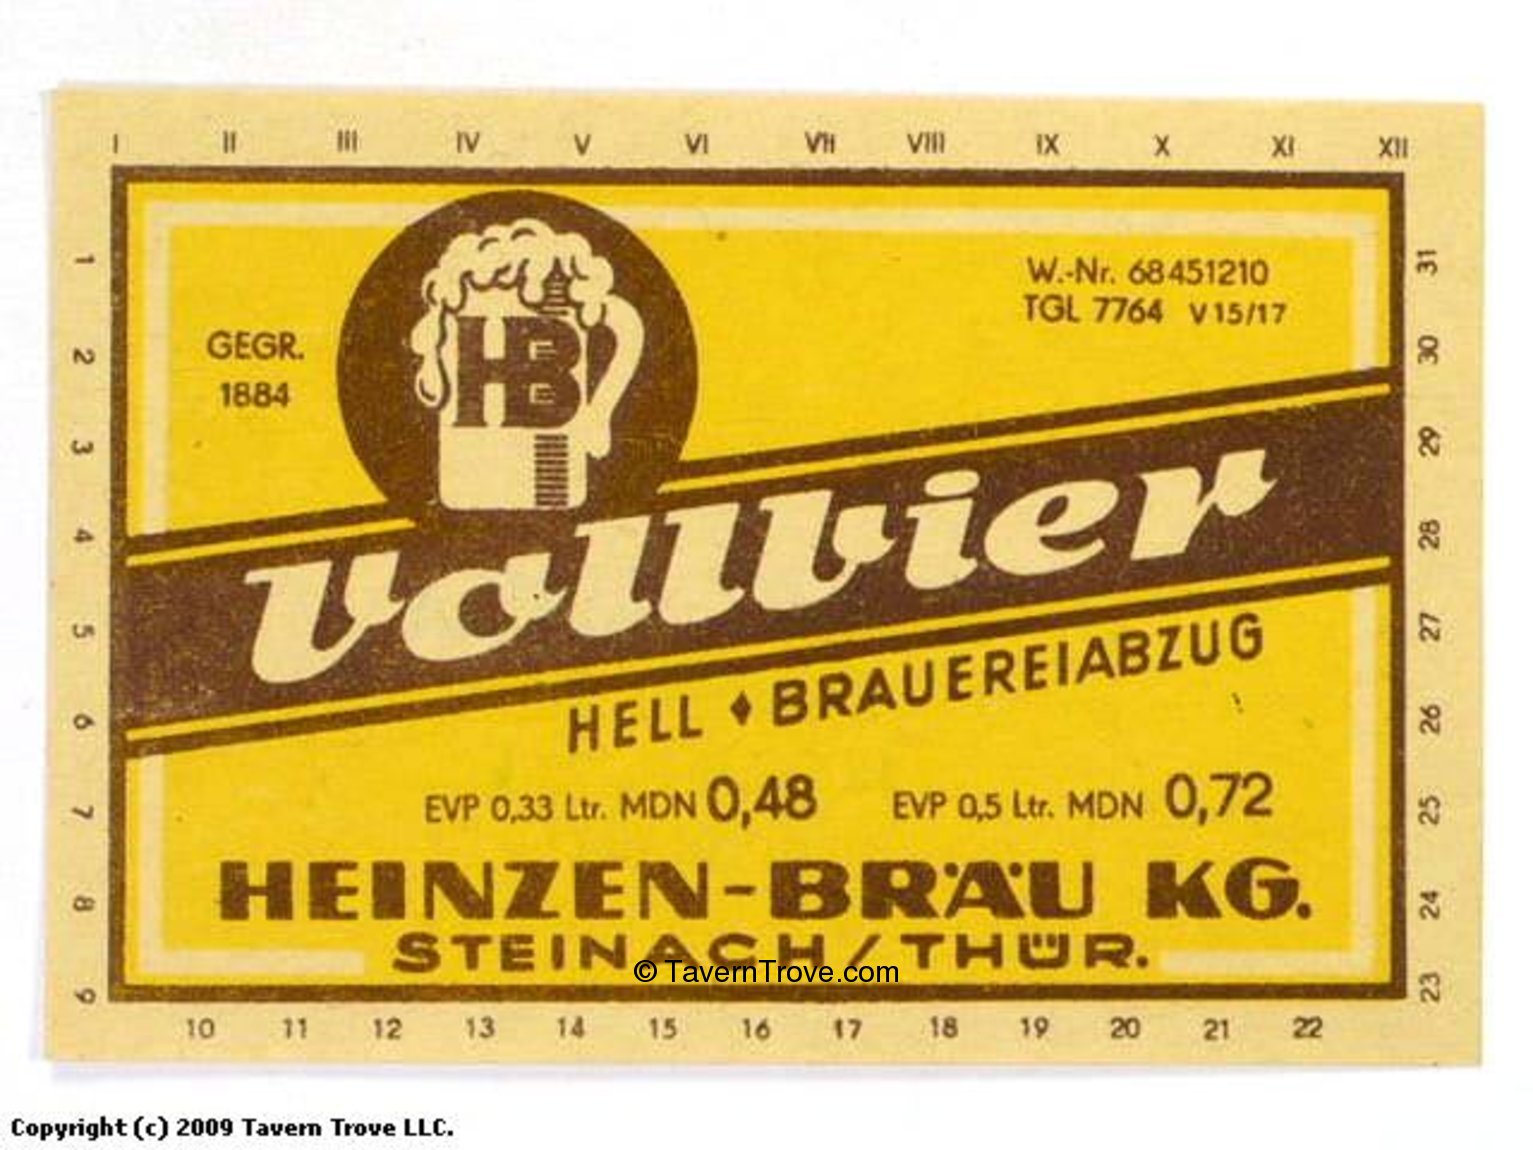 I II III IV V VI VII VIII IX X XI XII
1
2
3
4
5
6
7
8
9
31
30
29
28
27
26
25
24
23
GEGR.
1884
HB
W.-Nr. 68451210
TGL 7764 V 15/17
Vollbier
HELL ♦ BRAUEREIABZUG
EVP 0,33 Ltr. MDN 0,48 EVP 0,5 Ltr. MDN 0,72
HEINZEN-BRÄU KG.
STEINACH/THÜR.
© TavernTrove.com
10 11 12 13 14 15 16 17 18 19 20 21 22
Copyright (c) 2009 Tavern Trove LLC.